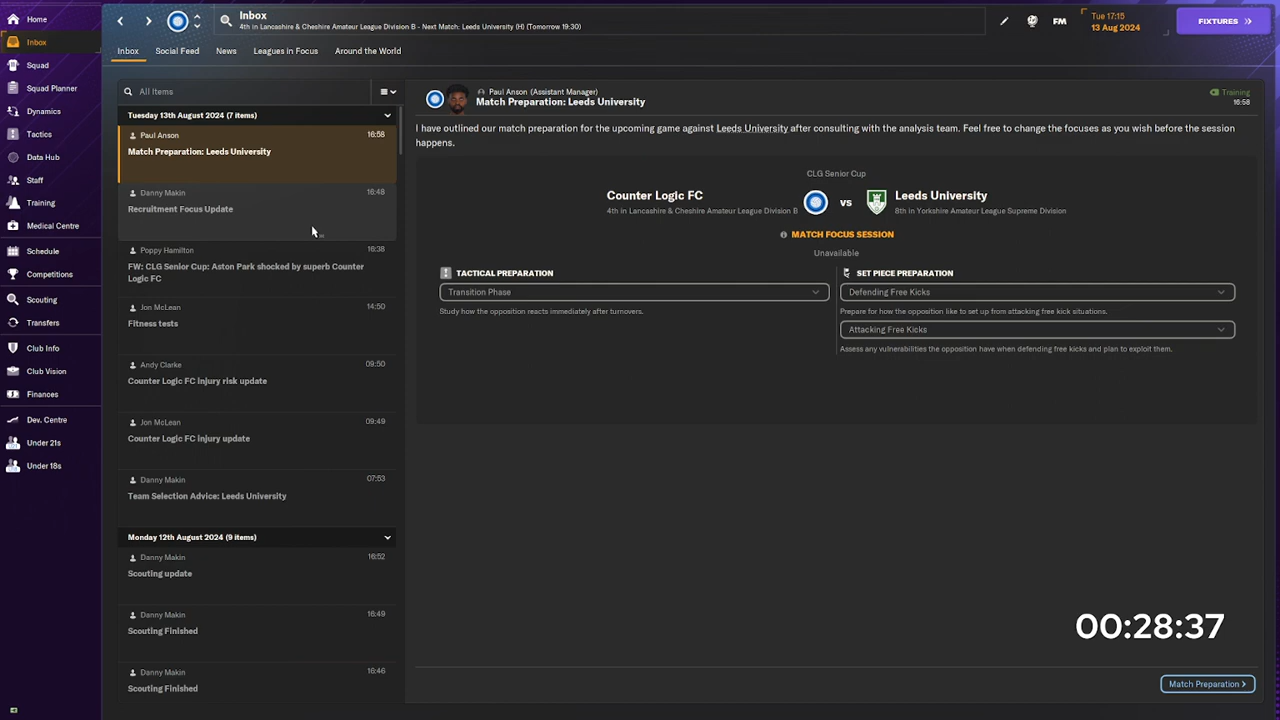 Home
Inbox
Squad
Squad Planner
Dynamics
Tactics
Data Hub
Staff
Training
Medical Centre
Schedule
Competitions
Scouting
Transfers
Club Info
Club Vision
Finances
Dev. Centre
Under 21s
Under 18s
Inbox
4th in Lancashire & Cheshire Amateur League Division B - Next Match: Leeds University (H) (Tomorrow 19:30)
FM
Tue 17:15
13 Aug 2024
FIXTURES
Inbox
Social Feed
News
Leagues in Focus
Around the World
All Items
Tuesday 13th August 2024 (7 items)
Paul Anson 16:58
Match Preparation: Leeds University
Danny Makin 16:48
Recruitment Focus Update
Poppy Hamilton 16:38
FW: CLG Senior Cup: Aston Park shocked by superb Counter
Logic FC
Jon McLean 14:50
Fitness tests
Andy Clarke 09:50
Counter Logic FC injury risk update
Jon McLean 09:49
Counter Logic FC injury update
Danny Makin 07:53
Team Selection Advice: Leeds University
Monday 12th August 2024 (9 items)
Danny Makin 16:52
Scouting update
Danny Makin 16:49
Scouting Finished
Danny Makin 16:46
Scouting Finished
Paul Anson (Assistant Manager)
Match Preparation: Leeds University
Training
16:58
I have outlined our match preparation for the upcoming game against Leeds University after consulting with the analysis team. Feel free to change the focuses as you wish before the session
happens.
CLG Senior Cup
Counter Logic FC
4th in Lancashire & Cheshire Amateur League Division B
VS
Leeds University
8th in Yorkshire Amateur League Supreme Division
MATCH FOCUS SESSION
Unavailable
TACTICAL PREPARATION
Transition Phase
Study how the opposition reacts immediately after turnovers.
SET PIECE PREPARATION
Defending Free Kicks
Prepare for how the opposition like to set up from attacking free kick situations.
Attacking Free Kicks
Assess any vulnerabilities the opposition have when defending free kicks and plan to exploit them.
00:28:37
Match Preparation